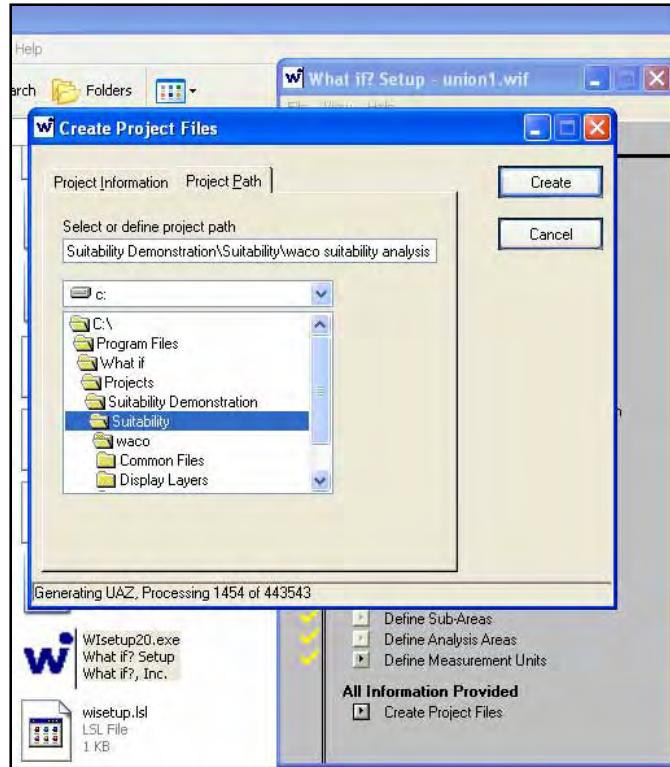 Help
arch Folders
What if? Setup - union1.wif
File View Help
Create Project Files
Project Information Project Path
Create
Cancel
Select or define project path
Suitability Demonstration\Suitability\waco suitability analysis
c:
C:\
Program Files
What if
Projects
Suitability Demonstration
Suitability
waco
Common Files
Display Layers
Generating UAZ, Processing 1454 of 443543
WIsetup20.exe
What if? Setup
What if?, Inc.
wisetup.lsl
LSL File
1 KB
Define Sub-Areas
Define Analysis Areas
Define Measurement Units
All Information Provided
Create Project Files